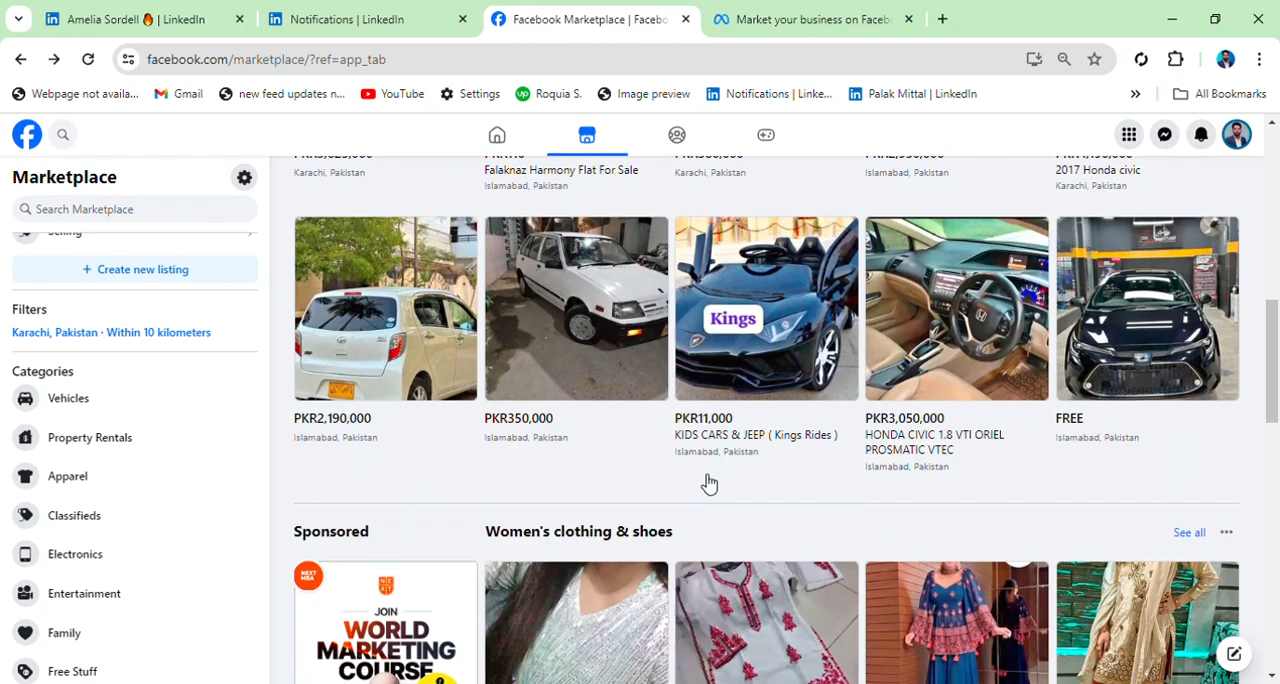 Amelia Sordell 🔥 | LinkedIn
Notifications | LinkedIn
Facebook Marketplace | Facebo
Market your business on Facebo
facebook.com/marketplace/?ref=app_tab
Webpage not availa...
Gmail
new feed updates n...
YouTube
Settings
Roquia S.
Image preview
Notifications | Linke...
Palak Mittal | LinkedIn
All Bookmarks
Marketplace
Search Marketplace
Selling
+ Create new listing
Filters
Karachi, Pakistan · Within 10 kilometers
Categories
Vehicles
Property Rentals
Apparel
Classifieds
Electronics
Entertainment
Family
Free Stuff
Karachi, Pakistan
Falaknaz Harmony Flat For Sale
Islamabad, Pakistan
Karachi, Pakistan
Islamabad, Pakistan
2017 Honda civic
Karachi, Pakistan
Kings
PKR2,190,000
Islamabad, Pakistan
PKR350,000
Islamabad, Pakistan
PKR11,000
KIDS CARS & JEEP ( Kings Rides )
Islamabad, Pakistan
PKR3,050,000
HONDA CIVIC 1.8 VTI ORIEL
PROSMATIC VTEC
Islamabad, Pakistan
FREE
Islamabad, Pakistan
Sponsored
Women's clothing & shoes
See all
NEXT
MBA
JOIN
WORLD
MARKETING
COURSE